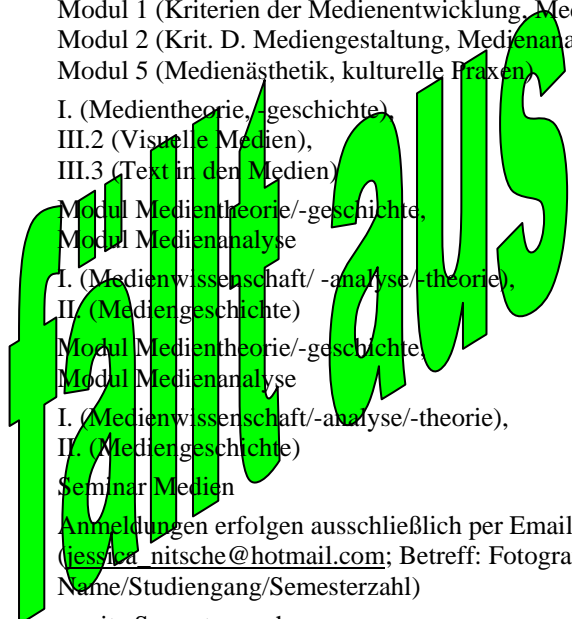 Modul 1 (Kriterien der Medienentwicklung,
Modul 2 (Krit. D. Mediengestaltung,
Modul 5 (Medienästhetik, kulturelle Praxen)
I. (Medientheorie, -geschichte),
III.2 (Visuelle Medien),
III.3 (Text in den Medien)
Modul Medientheorie/-geschichte,
Modul Medienanalyse
I. (Medienwissenschaft/ -analyse/-theorie),
II. (Mediengeschichte)
Modul Medientheorie/-geschichte,
Modul Medienanalyse
I. (Medienwissenschaft/-analyse/-theorie),
II. (Mediengeschichte)
Seminar Medien
Anmeldungen erfolgen ausschließlich per Email
(jessica_nitsche@hotmail.com; Betreff:
Name/Studiengang/Semesterzahl)
fällt aus